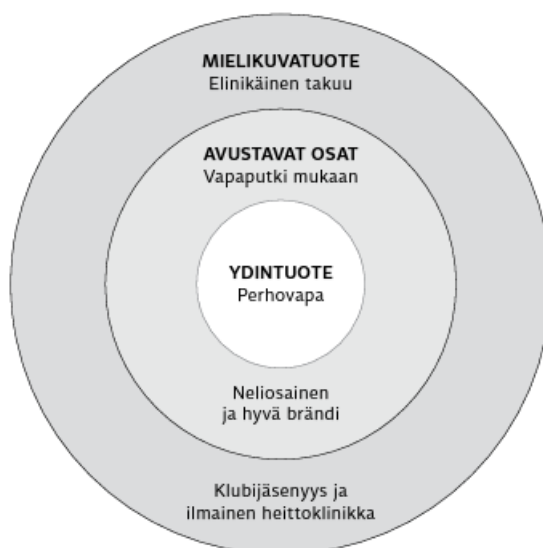 MIELIKUVATUOTE
Elinikäinen takuu
AVUSTAVAT OSAT
Vapaputki mukaan
YDINTUOTE
Perhovapa
Neliosainen
ja hyvä brändi
Klubijäsenyys ja
ilmainen heittoklinikka